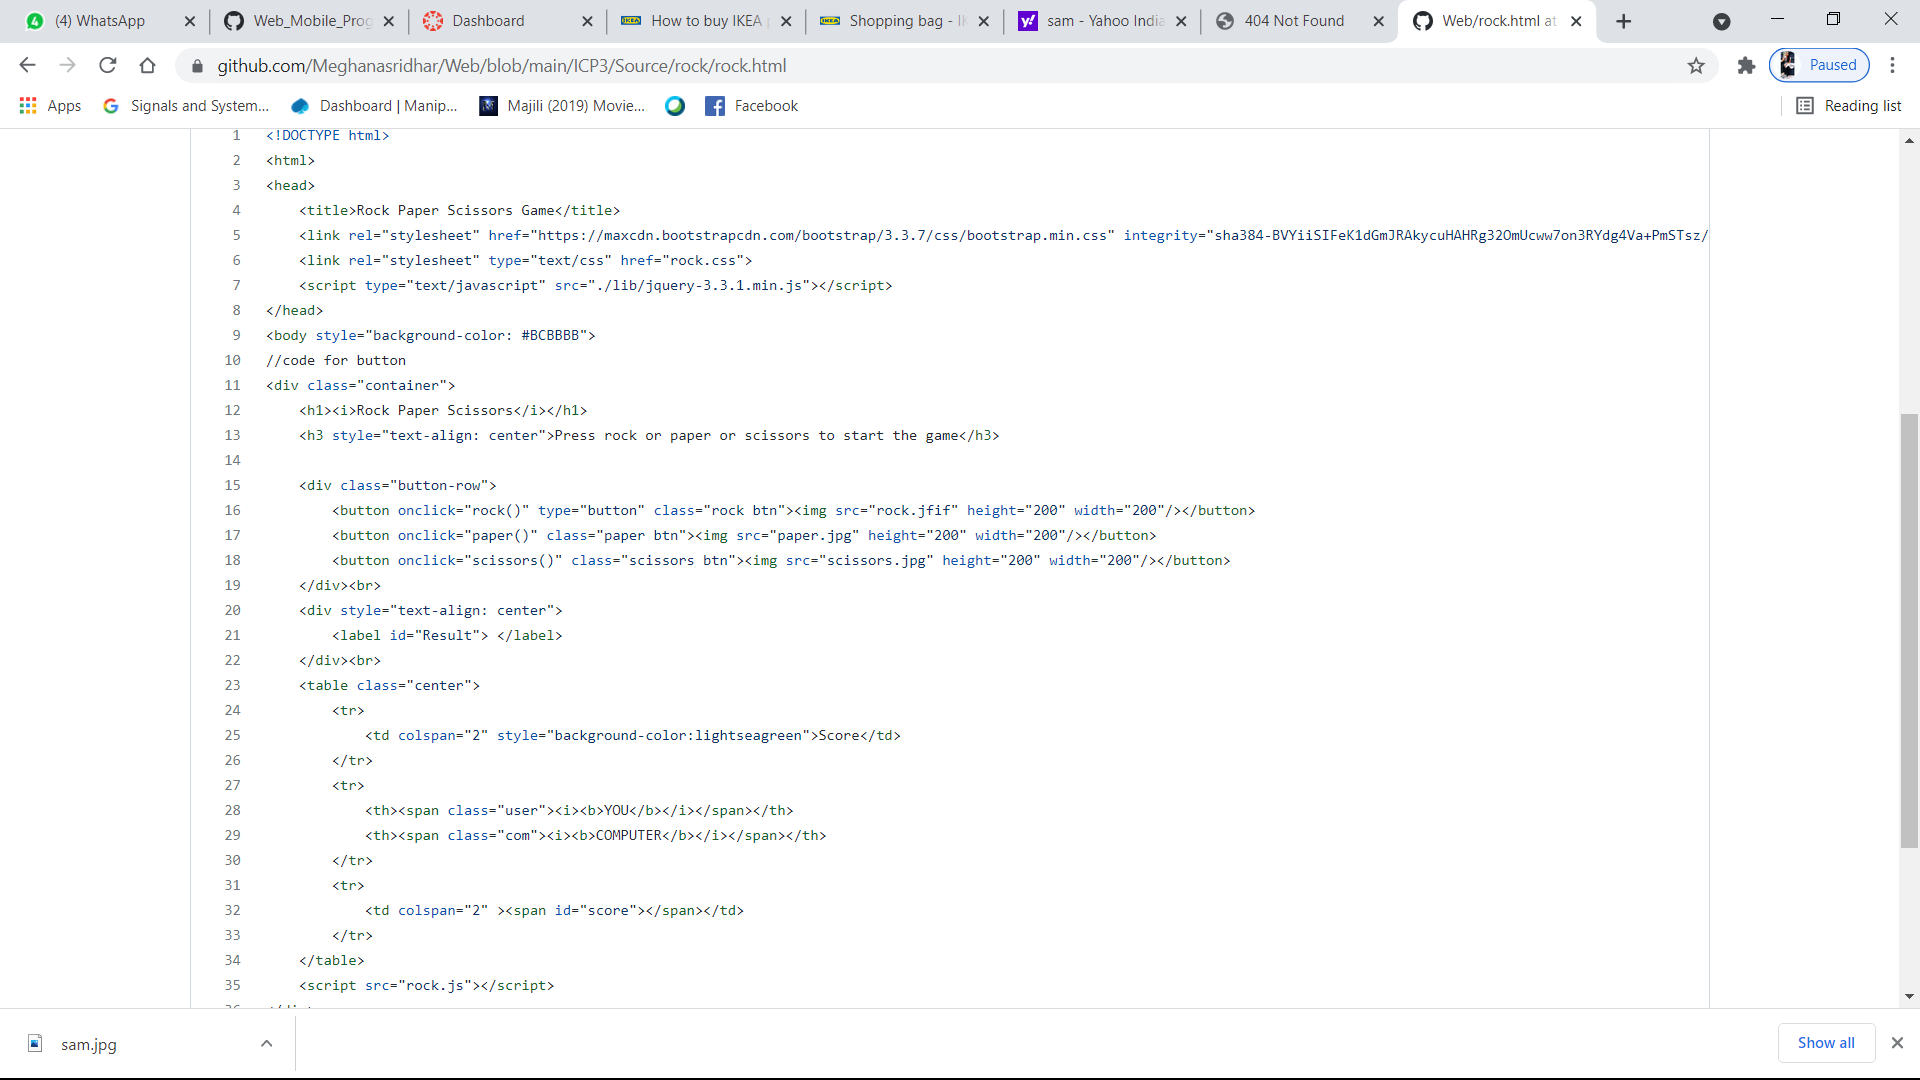 (4) WhatsApp
Web_Mobile_Prog
Dashboard
How to buy IKEA
Shopping bag - IK
sam - Yahoo India
404 Not Found
Web/rock.html at
github.com/Meghanasridhar/Web/blob/main/ICP3/Source/rock/rock.html
Paused
Apps
Signals and System...
Dashboard | Manip...
Majili (2019) Movie...
Facebook
Reading list
1 <!DOCTYPE html>
2 <html>
3 <head>
4 <title>Rock Paper Scissors Game</title>
5 <link rel="stylesheet" href="https://maxcdn.bootstrapcdn.com/bootstrap/3.3.7/css/bootstrap.min.css" integrity="sha384-BVYiiSIFeK1dGmJRAkycuHAHRg32OmUcww7on3RYdg4Va+PmSTsz/
6 <link rel="stylesheet" type="text/css" href="rock.css">
7 <script type="text/javascript" src="./lib/jquery-3.3.1.min.js"></script>
8 </head>
9 <body style="background-color: #BCBBBB">
10 //code for button
11 <div class="container">
12 <h1><i>Rock Paper Scissors</i></h1>
13 <h3 style="text-align: center">Press rock or paper or scissors to start the game</h3>
14
15 <div class="button-row">
16 <button onclick="rock()" type="button" class="rock btn"><img src="rock.jfif" height="200" width="200"/></button>
17 <button onclick="paper()" class="paper btn"><img src="paper.jpg" height="200" width="200"/></button>
18 <button onclick="scissors()" class="scissors btn"><img src="scissors.jpg" height="200" width="200"/></button>
19 </div><br>
20 <div style="text-align: center">
21 <label id="Result"> </label>
22 </div><br>
23 <table class="center">
24 <tr>
25 <td colspan="2" style="background-color:lightseagreen">Score</td>
26 </tr>
27 <tr>
28 <th><span class="user"><i><b>YOU</b></i></span></th>
29 <th><span class="com"><i><b>COMPUTER</b></i></span></th>
30 </tr>
31 <tr>
32 <td colspan="2" ><span id="score"></span></td>
33 </tr>
34 </table>
35 <script src="rock.js"></script>
sam.jpg
Show all